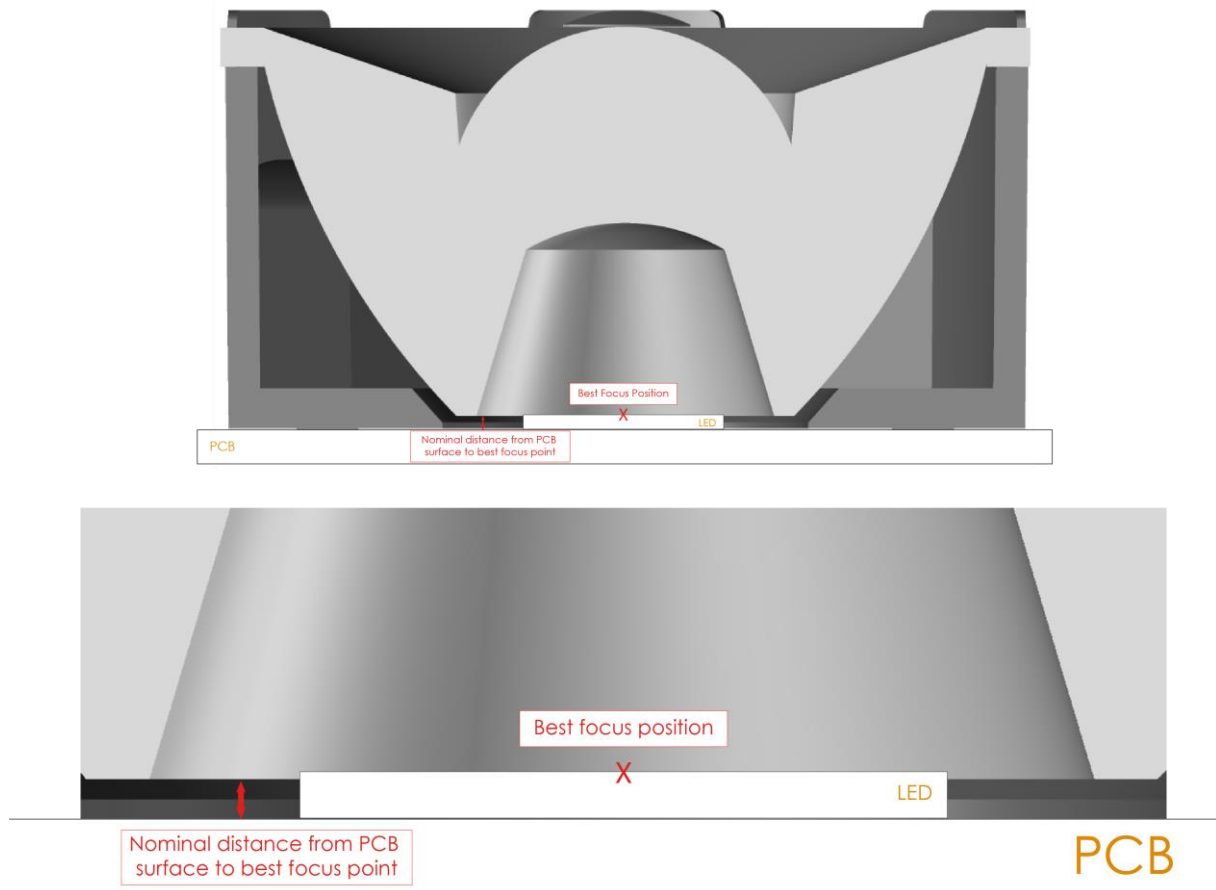 Best Focus Position
X
LED
PCB
Nominal distance from PCB
surface to best focus point
Best focus position
X
LED
Nominal distance from PCB
surface to best focus point
PCB